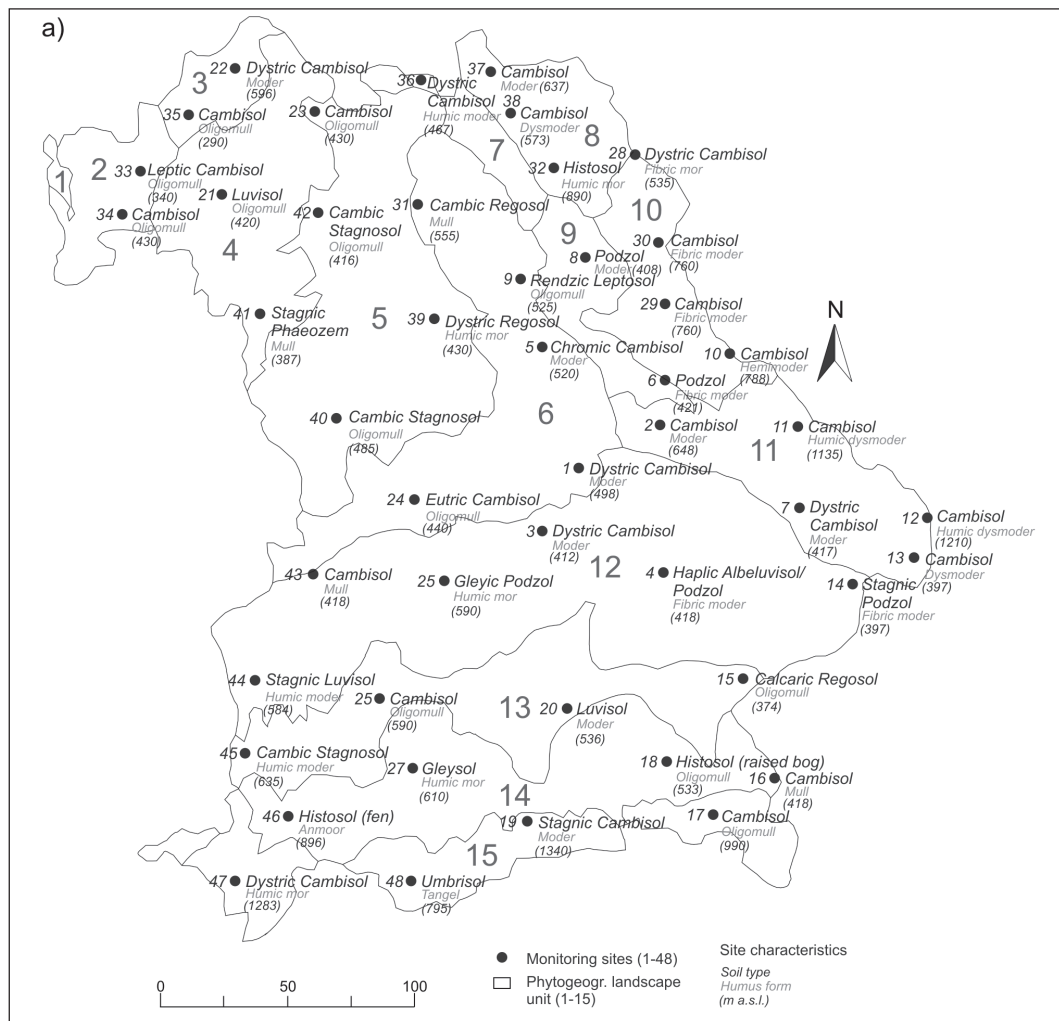 a)
22 Dystric Cambisol
Moder
(596)
3
35 Cambisol
Oligomull
(290)
23 Cambisol
Oligomull
(430)
36 Dystric
Cambisol
Humic moder
(467)
37 Cambisol
Moder (637)
38
Cambisol
Dysmoder
(573)
8
7
28 Dystric Cambisol
Fibric mor
(535)
32 Histosol
Humic mor
(890)
1
2
33 Leptic Cambisol
Oligomull
(340)
21 Luvisol
Oligomull
(420)
34 Cambisol
Oligomull
(430)
4
42 Cambic
Stagnosol
Oligomull
(416)
31 Cambic Regosol
Mull
(555)
10
9
30 Cambisol
Fibric moder
(760)
8 Podzol
Moder (408)
9 Rendzic Leptosol
Oligomull
(525)
29 Cambisol
Fibric moder
(760)
41 Stagnic
Phaeozem
Mull
(387)
5
39 Dystric Regosol
Humic mor
(430)
N
5 Chromic Cambisol
Moder
(520)
10 Cambisol
Hemimoder
(788)
6 Podzol
Fibric moder
(421)
40 Cambic Stagnosol
Oligomull
(485)
6
2 Cambisol
Moder
(648)
11 Cambisol
Humic dysmoder
(1135)
11
1 Dystric Cambisol
Moder
(498)
24 Eutric Cambisol
Oligomull
(440)
7 Dystric
Cambisol
Moder
(417)
12 Cambisol
Humic dysmoder
(1210)
3 Dystric Cambisol
Moder
(412)
12
13 Cambisol
Dysmoder
(397)
43 Cambisol
Mull
(418)
25 Gleyic Podzol
Humic mor
(590)
4 Haplic Albeluvisol/
Podzol
Fibric moder
(418)
14 Stagnic
Podzol
Fibric moder
(397)
44 Stagnic Luvisol
Humic moder
(584)
25 Cambisol
Oligomull
(590)
13
20 Luvisol
Moder
(536)
15 Calcaric Regosol
Oligomull
(374)
45 Cambic Stagnosol
Humic moder
(635)
27 Gleysol
Humic mor
(610)
18 Histosol (raised bog)
Oligomull
(533)
16 Cambisol
Mull
(418)
14
46 Histosol (fen)
Anmoor
(896)
19 Stagnic Cambisol
Moder
(1340)
17 Cambisol
Oligomull
(990)
15
47 Dystric Cambisol
Humic mor
(1283)
48 Umbrisol
Tangel
(795)
Monitoring sites (1-48)
Phytogeogr. landscape
unit (1-15)
Site characteristics
Soil type
Humus form
(m a.s.l.)
0 50 100